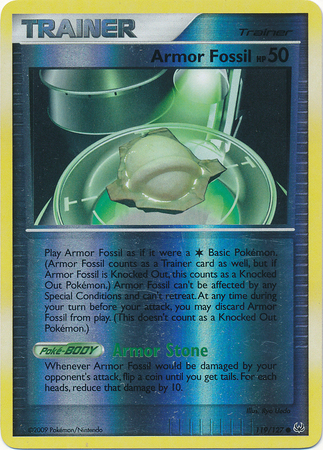 TRAINER
Trainer
Armor Fossil HP 50
Play Armor Fossil as if it were a Basic Pokémon.
(Armor Fossil counts as a Trainer card as well, but if
Armor Fossil is Knocked Out, this counts as a Knocked
Out Pokémon.) Armor Fossil can't be affected by any
Special Conditions and can't retreat. At any time during
your turn before your attack, you may discard Armor
Fossil from play. (This doesn't count as a Knocked Out
Pokémon.)
Poké-BODY Armor Stone
Whenever Armor Fossil would be damaged by your
opponent's attack, flip a coin until you get tails. For each
heads, reduce that damage by 10.
Illus. Ryo Ueda
©2009 Pokémon/Nintendo
119/127